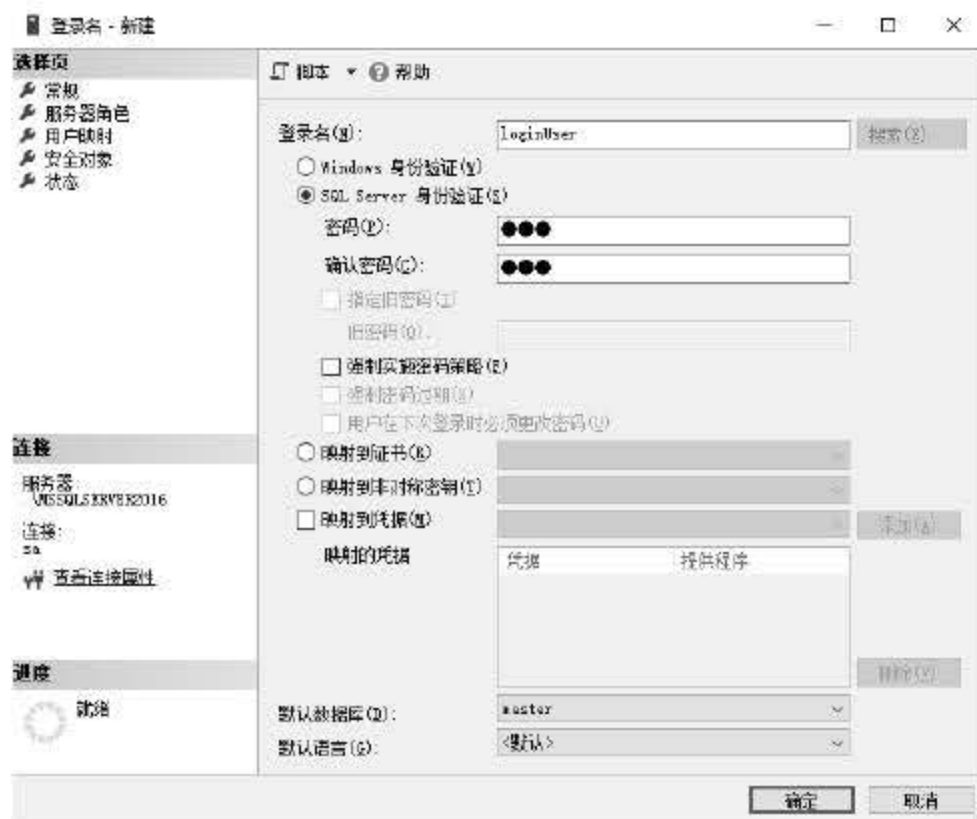 登录名 - 新建
选择页
常规
服务器角色
用户映射
安全对象
状态
脚本 帮助
登录名(N): loginUser 搜索(E)
Windows 身份验证(W)
SQL Server 身份验证(S)
密码(P): ●●●
确认密码(C): ●●●
指定旧密码(I)
旧密码(O):
强制实施密码策略(F)
强制密码过期(X)
用户在下次登录时必须更改密码(U)
映射到证书(R)
映射到非对称密钥(T)
映射到凭据(M) 添加(A)
映射的凭据 凭据 提供程序
删除(V)
默认数据库(D): master
默认语言(G): <默认>
连接
服务器:
\MSSQLSERVER2016
连接:
sa
查看连接属性
进度
就绪
确定 取消